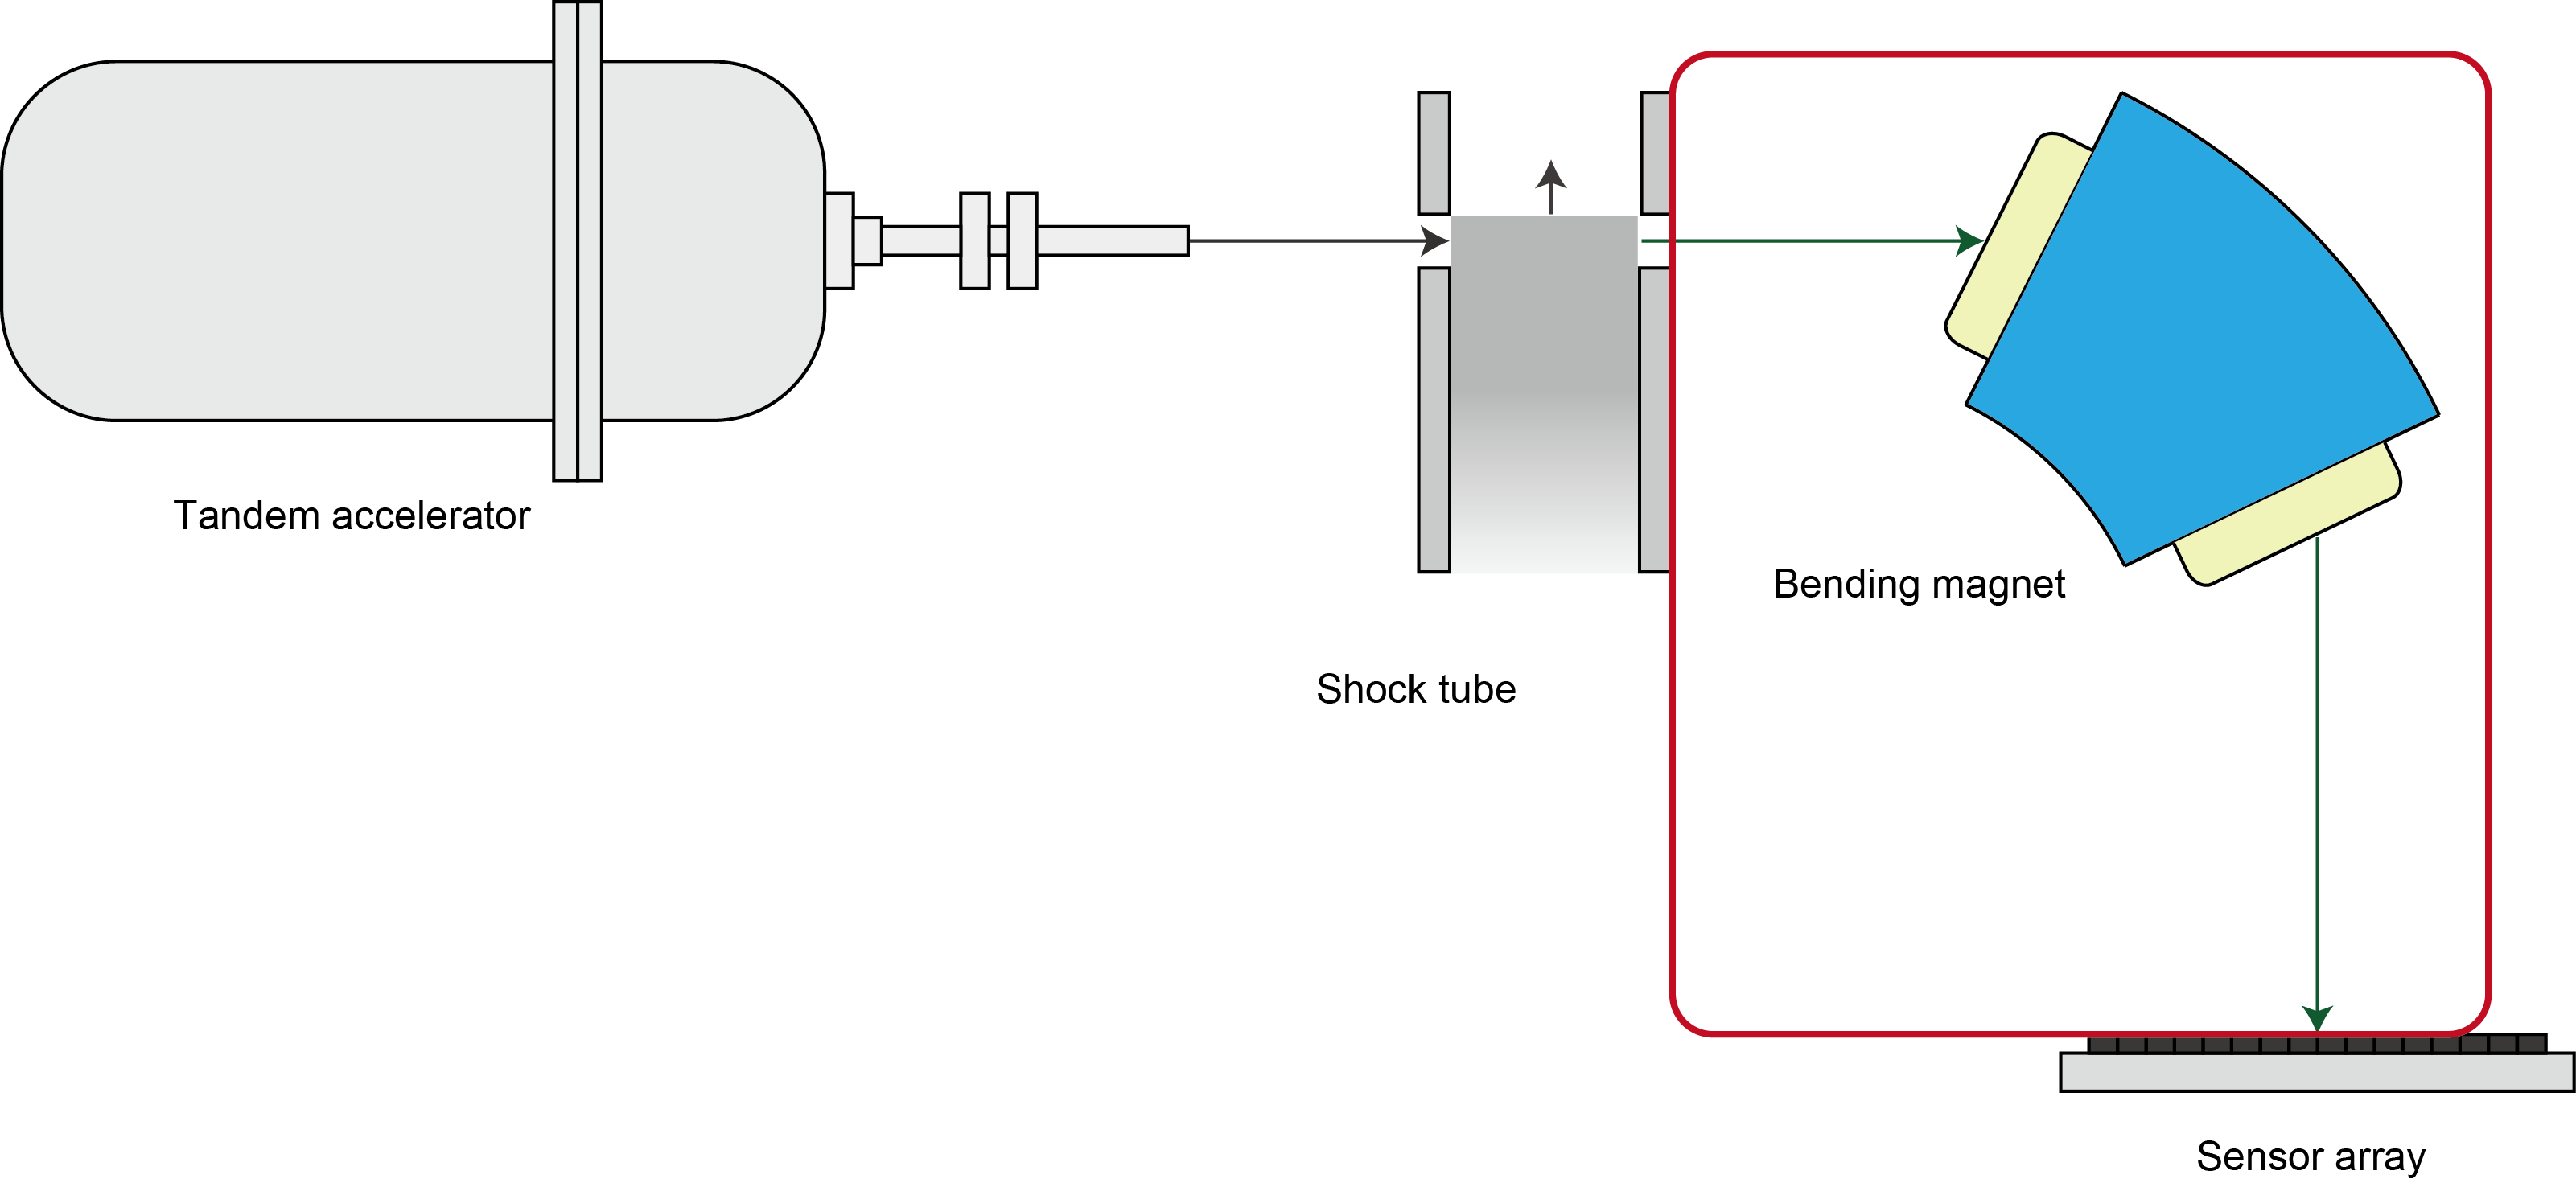 Tandem accelerator
Bending magnet
Shock tube
Sensor array